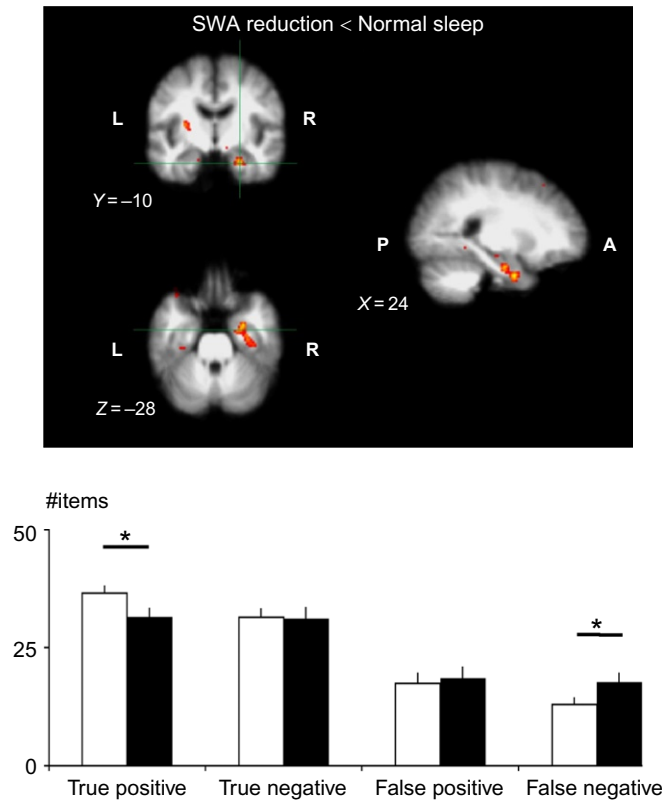 SWA reduction < Normal sleep
L R
Y = –10
P A
X = 24
L R
Z = –28
#items
50
*
*
25
0
True positive True negative False positive False negative